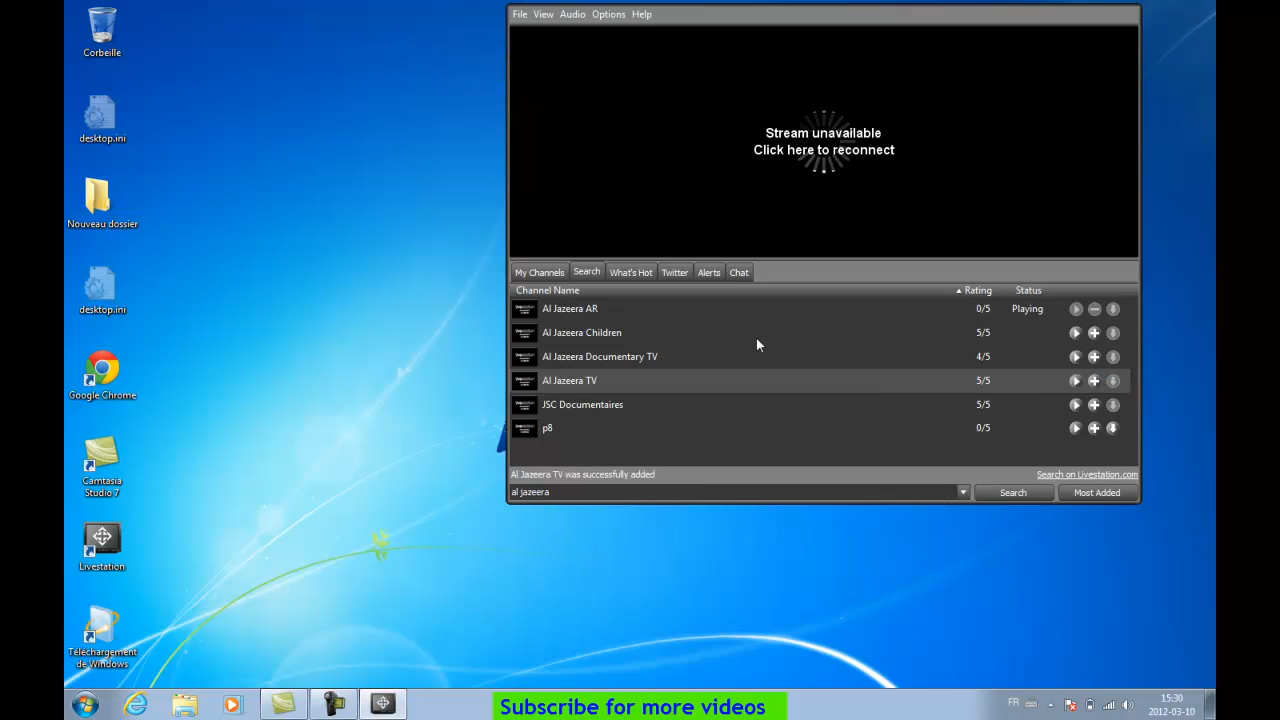 File View Audio Options Help
Corbeille
desktop.ini
Nouveau dossier
desktop.ini
Google Chrome
Camtasia
Studio 7
Livestation
Téléchargement
de Windows
Stream unavailable
Click here to reconnect
My Channels Search What's Hot Twitter Alerts Chat
Channel Name Rating Status
Al Jazeera AR 0/5 Playing
Al Jazeera Children 5/5
Al Jazeera Documentary TV 4/5
Al Jazeera TV 5/5
JSC Documentaires 5/5
p8 0/5
Al Jazeera TV was successfully added Search on Livestation.com
al jazeera Search Most Added
Subscribe for more videos
FR
15:30
2012-03-10